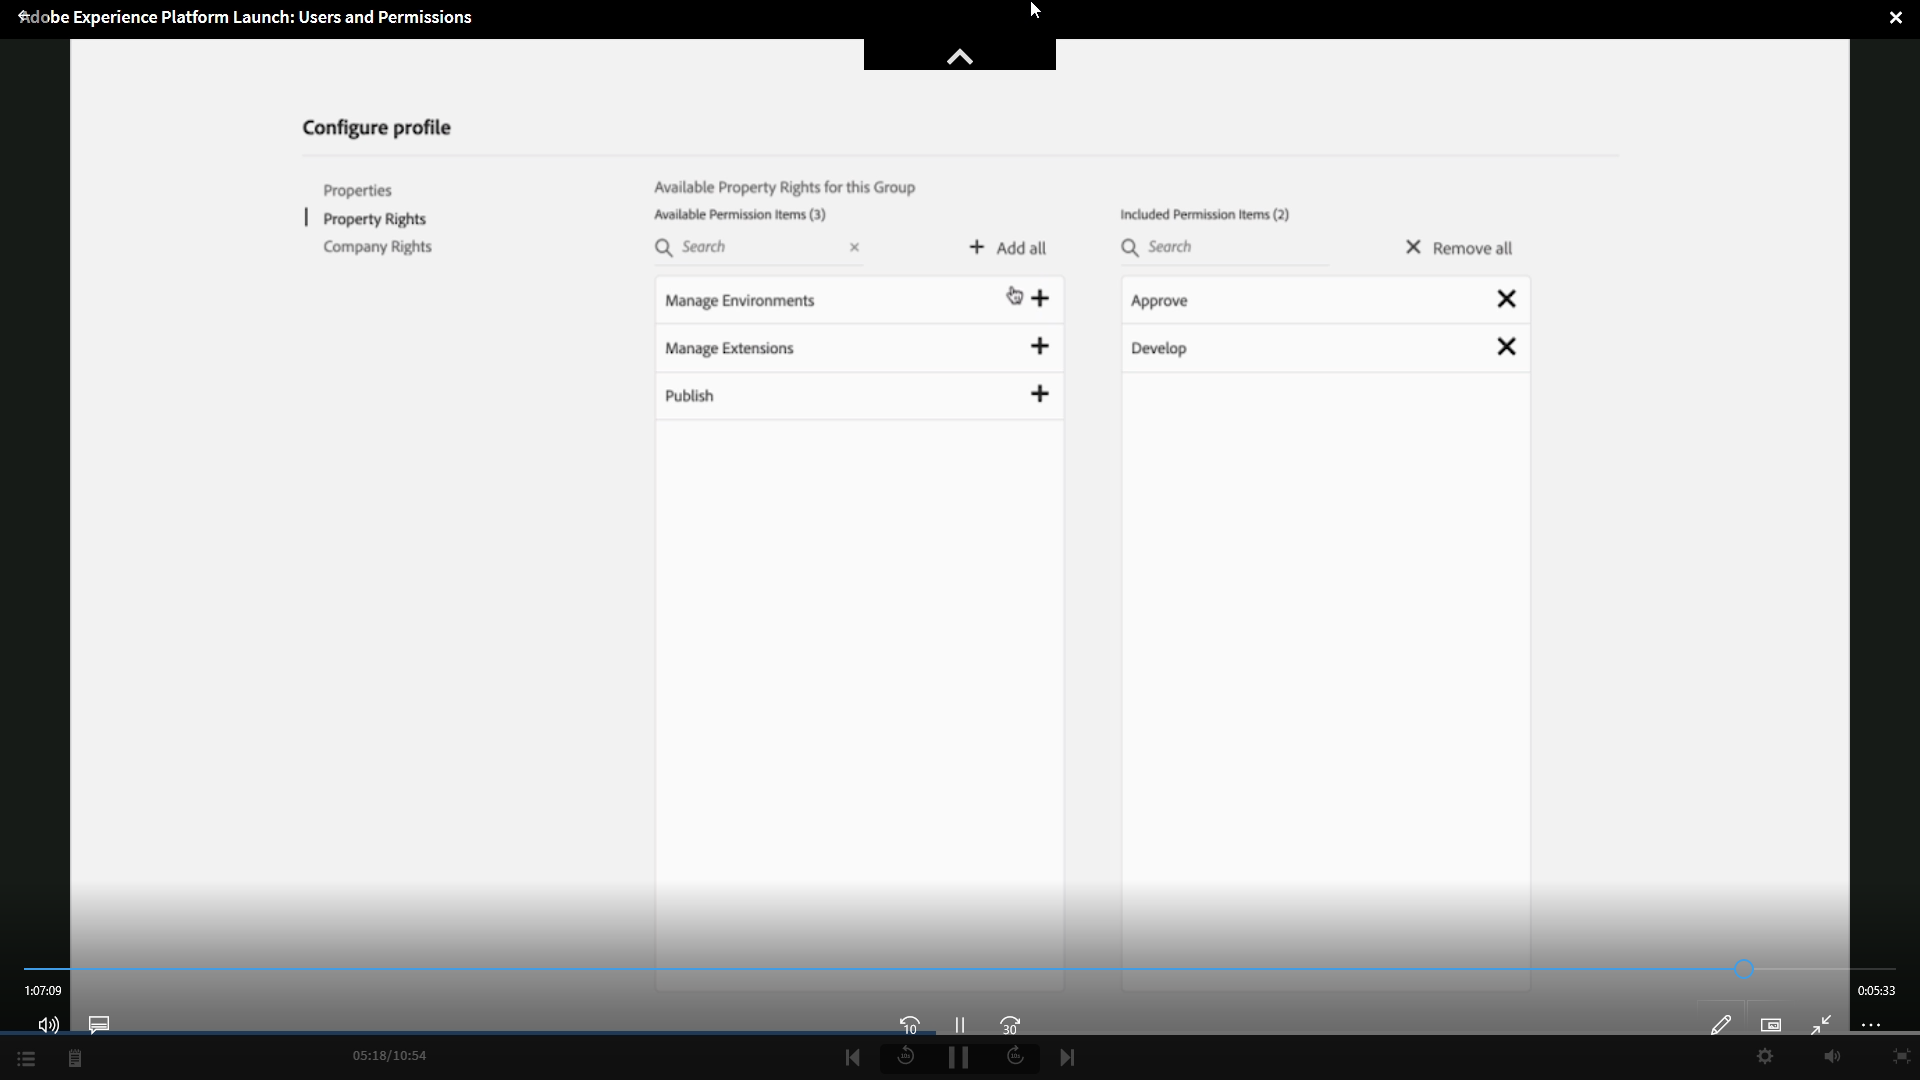 Adobe Experience Platform Launch: Users and Permissions
Configure profile
Properties
Property Rights
Company Rights
Available Property Rights for this Group
Available Permission Items (3)
Search
Add all
Manage Environments
Manage Extensions
Publish
Included Permission Items (2)
Search
Remove all
Approve
Develop
1:07:09
0:05:33
10
30
05:18/10:54
10s
10s